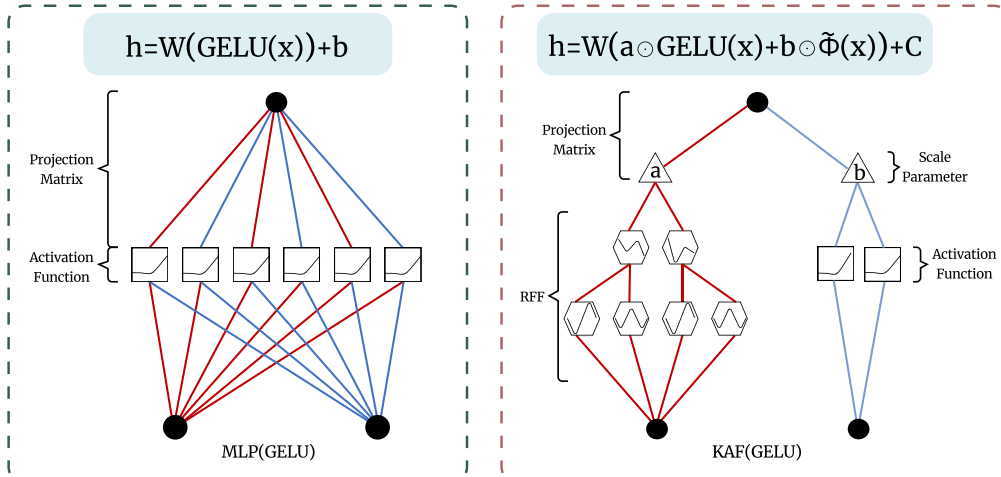 h=W(GELU(x))+b
Projection
Matrix
Activation
Function
MLP(GELU)
h=W(a⊙GELU(x)+b⊙Φ̃(x))+C
Projection
Matrix
a
b
Scale
Parameter
RFF
Activation
Function
KAF(GELU)